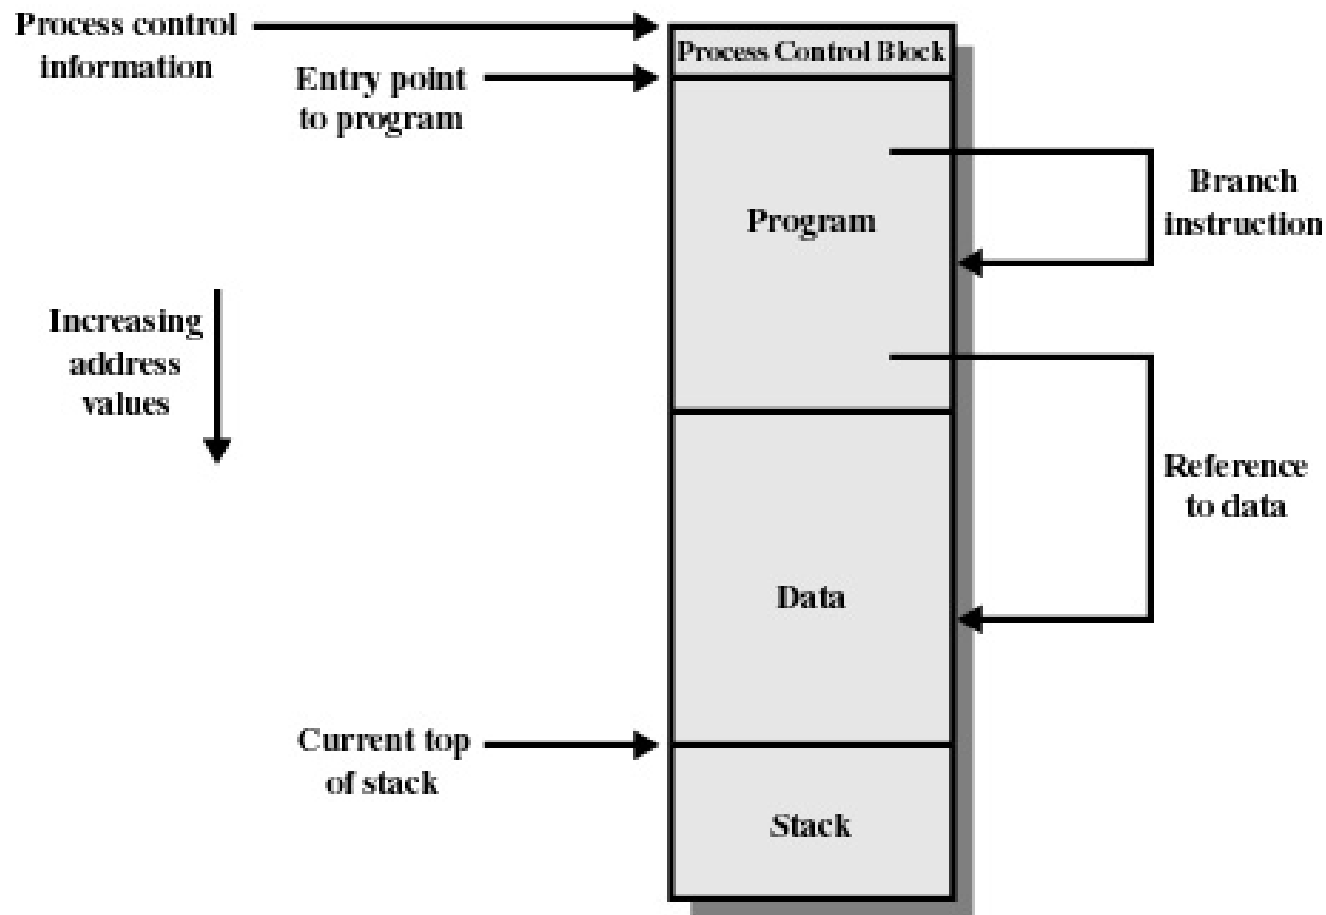 Process control
information
Process Control Block
Entry point
to program
Branch
instruction
Program
Increasing
address
values
Reference
to data
Data
Current top
of stack
Stack